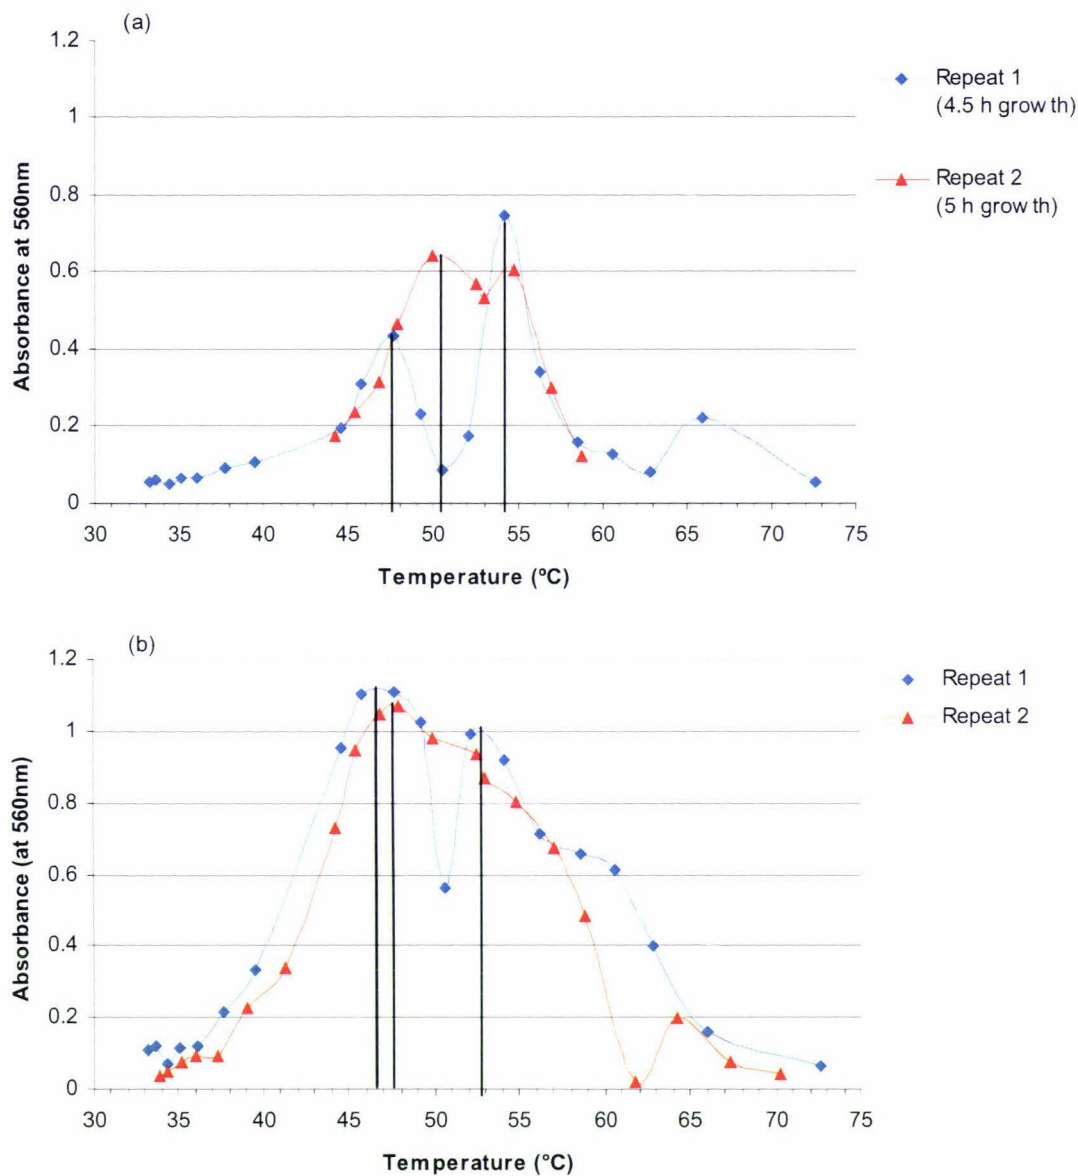 (a)
1.2
1
0.8
0.6
0.4
0.2
0
Absorbance at 560nm
30 35 40 45 50 55 60 65 70 75
Temperature (ºC)
Repeat 1
(4.5 h grow th)
Repeat 2
(5 h grow th)
(b)
1.2
1
0.8
0.6
0.4
0.2
0
Absorbance (at 560nm)
30 35 40 45 50 55 60 65 70 75
Temperature (°C)
Repeat 1
Repeat 2